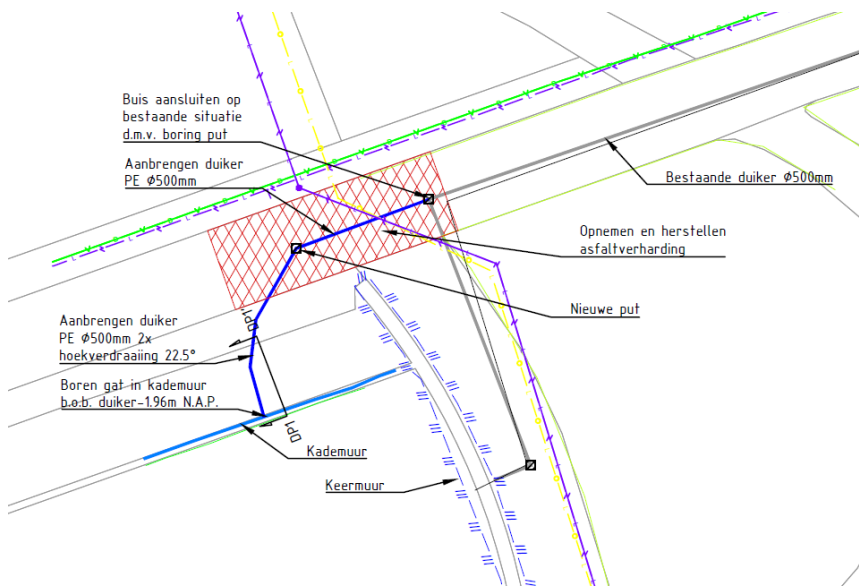 Buis aansluiten op
bestaande situatie
d.m.v. boring put
Aanbrengen duiker
PE Ø500mm
Bestaande duiker Ø500mm
Opnemen en herstellen
asfaltverharding
Nieuwe put
Aanbrengen duiker
PE Ø500mm 2x
hoekverdraaiing 22.5°
DP1'
Boren gat in kademuur
b.o.b. duiker-1.96m N.A.P.
DP1
Kademuur
Keermuur